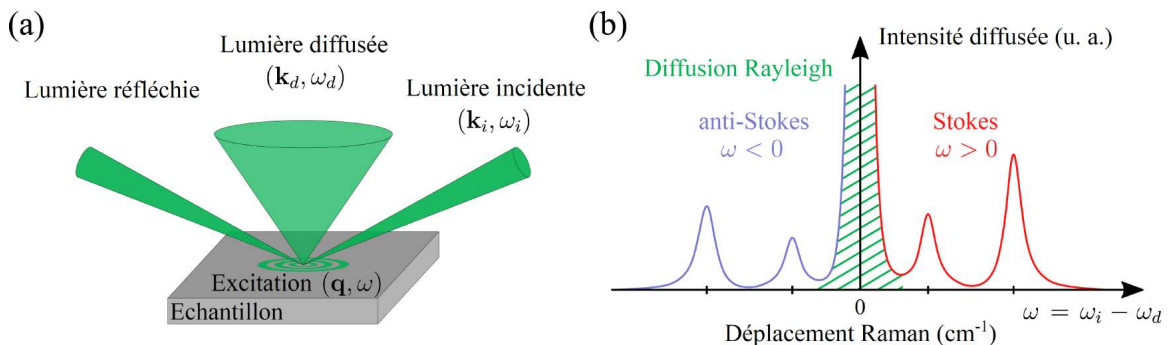 (a)
Lumière diffusée
(𝐤_d, ω_d)
Lumière réfléchie
Lumière incidente
(𝐤_i, ω_i)
Excitation (𝐪, ω)
Echantillon
(b)
Intensité diffusée (u. a.)
Diffusion Rayleigh
anti-Stokes
ω < 0
Stokes
ω > 0
0
ω = ω_i − ω_d
Déplacement Raman (cm⁻¹)